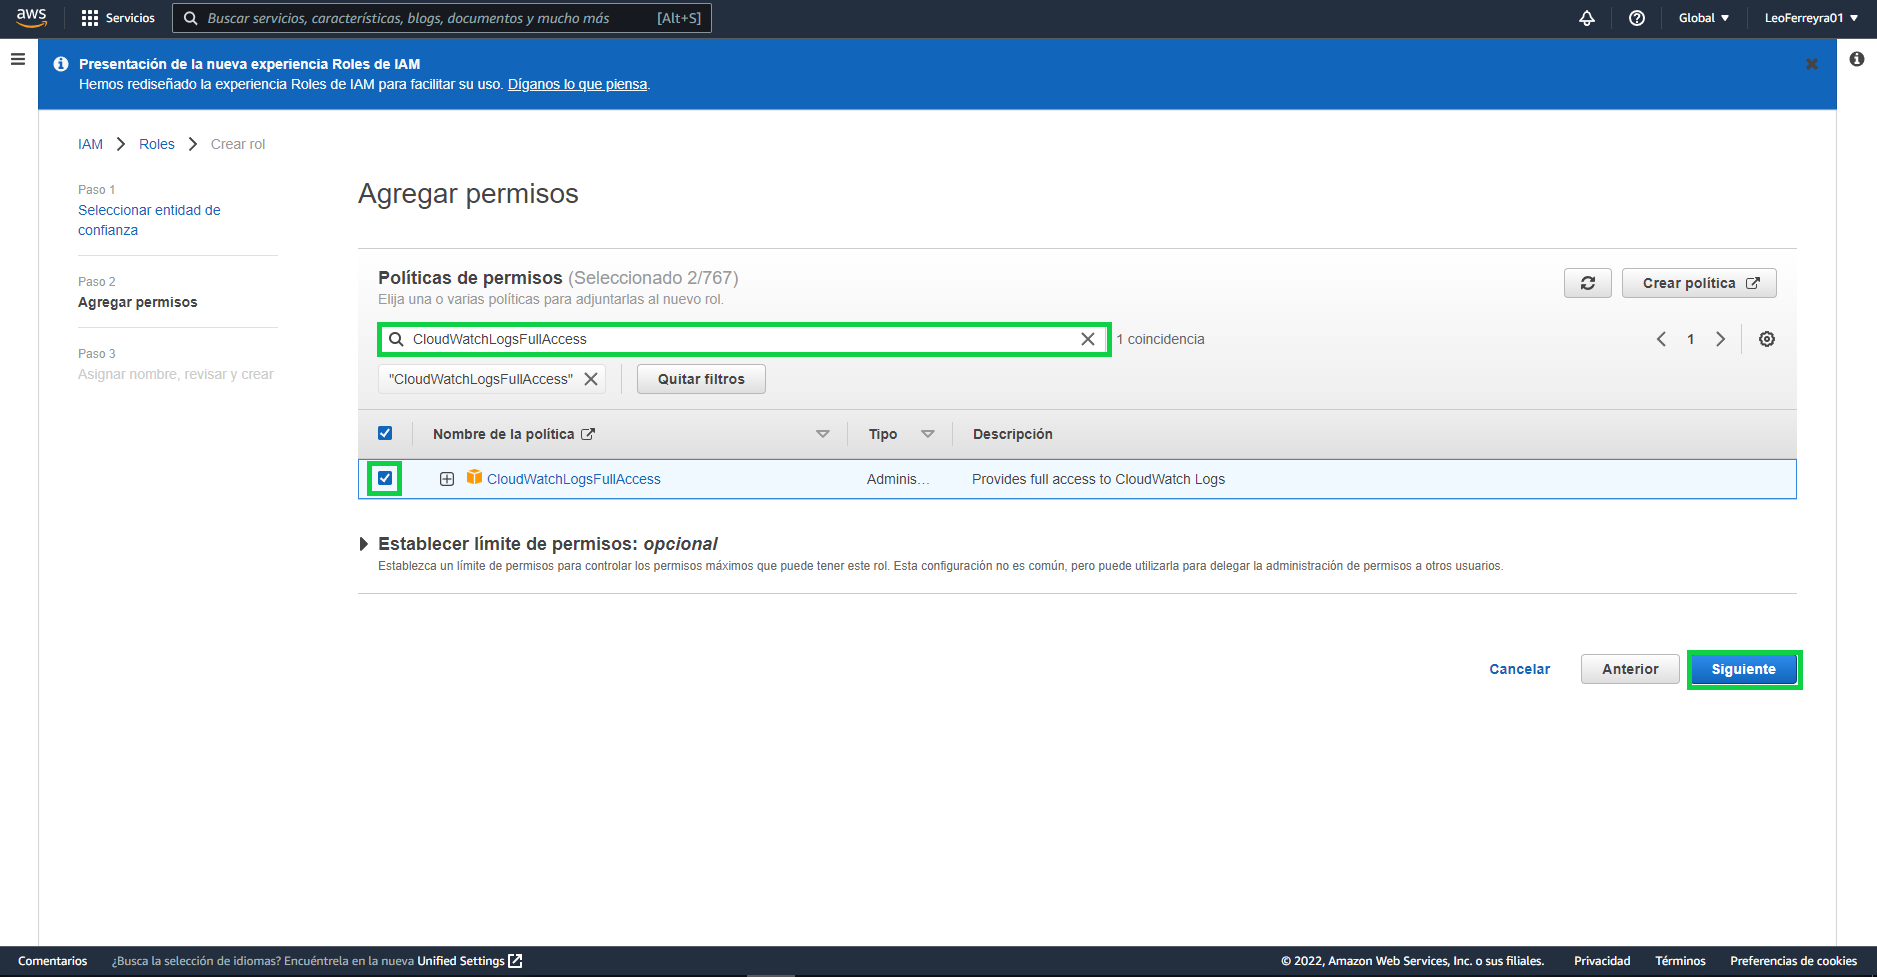 aws
Servicios
Buscar servicios, características, blogs, documentos y mucho más [Alt+S]
Global
LeoFerreyra01
Presentación de la nueva experiencia Roles de IAM
Hemos rediseñado la experiencia Roles de IAM para facilitar su uso. Díganos lo que piensa.
IAM > Roles > Crear rol
Paso 1
Seleccionar entidad de
confianza
Paso 2
Agregar permisos
Paso 3
Asignar nombre, revisar y crear
Agregar permisos
Políticas de permisos (Seleccionado 2/767)
Elija una o varias políticas para adjuntarlas al nuevo rol.
Crear política
CloudWatchLogsFullAccess
1 coincidencia
1
"CloudWatchLogsFullAccess"
Quitar filtros
Nombre de la política
Tipo
Descripción
CloudWatchLogsFullAccess
Adminis...
Provides full access to CloudWatch Logs
Establecer límite de permisos: opcional
Establezca un límite de permisos para controlar los permisos máximos que puede tener este rol. Esta configuración no es común, pero puede utilizarla para delegar la administración de permisos a otros usuarios.
Cancelar
Anterior
Siguiente
Comentarios
¿Busca la selección de idiomas? Encuéntrela en la nueva Unified Settings
© 2022, Amazon Web Services, Inc. o sus filiales.
Privacidad
Términos
Preferencias de cookies